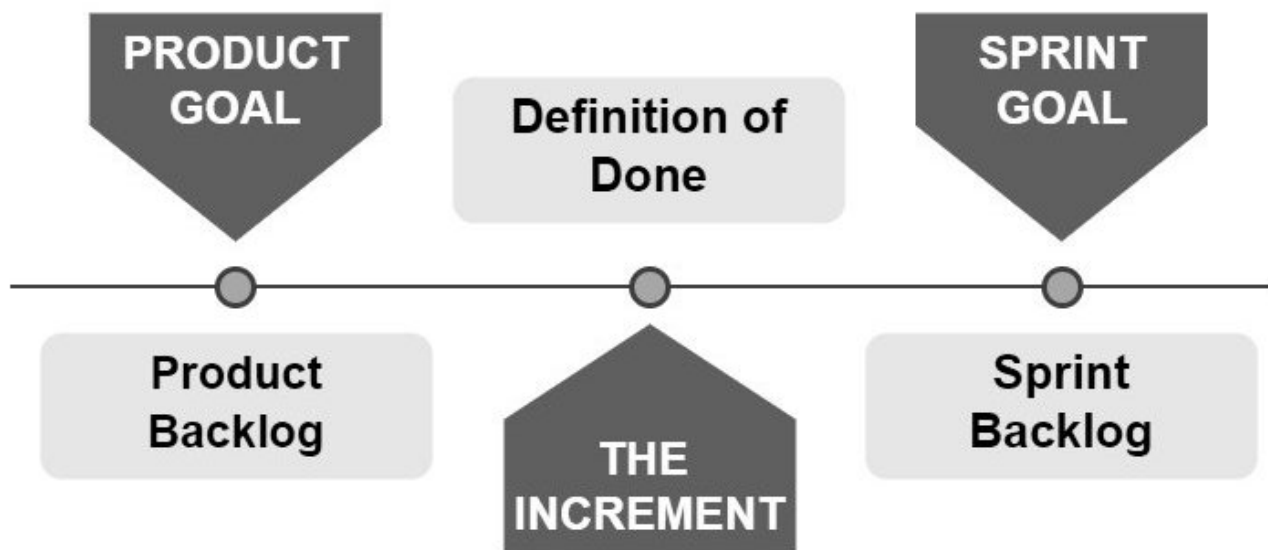 PRODUCT
GOAL
Product
Backlog
Definition of
Done
THE
INCREMENT
SPRINT
GOAL
Sprint
Backlog